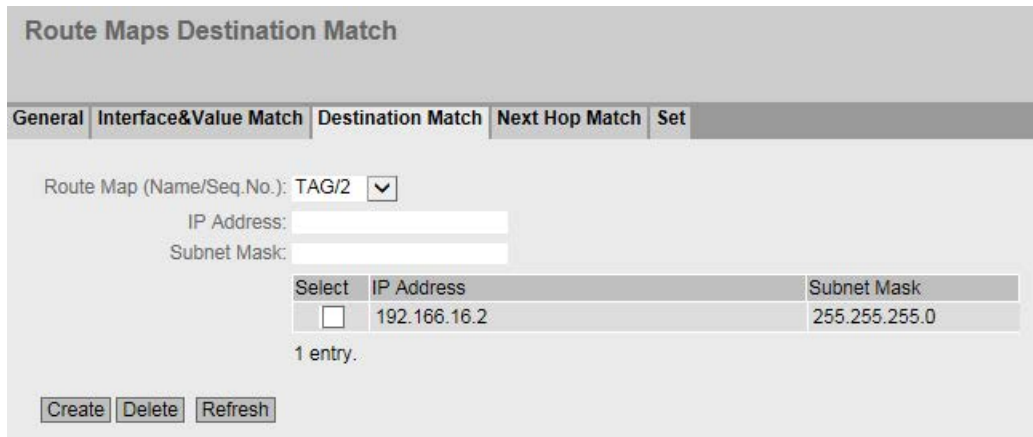 Route Maps Destination Match
General Interface&Value Match Destination Match Next Hop Match Set
Route Map (Name/Seq.No.): TAG/2
IP Address:
Subnet Mask:
Select IP Address Subnet Mask
192.166.16.2 255.255.255.0
1 entry.
Create Delete Refresh